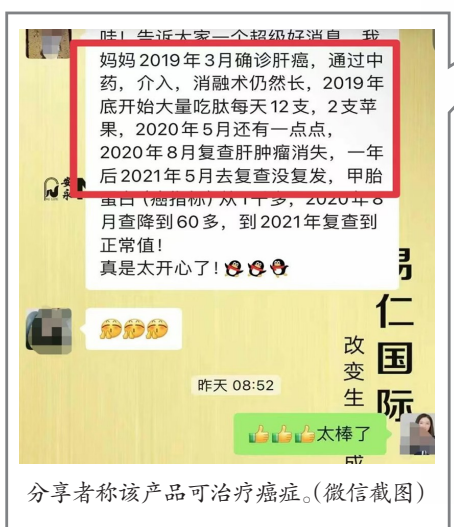 哇！告诉大家一个超级好消息，我
妈妈2019年3月确诊肝癌，通过中
药，介入，消融术仍然长，2019年
底开始大量吃肽每天12支，2支苹
果，2020年5月还有一点点，
2020年8月复查肝肿瘤消失，一年
后2021年5月去复查没复发，甲胎
蛋白（癌指标）从1千多，2020年8
月查降到60多，到2021年复查到
正常值！
真是太开心了！
易仁国际
改变生
昨天 08:52
👍👍👍太棒了
分享者称该产品可治疗癌症。(微信截图)